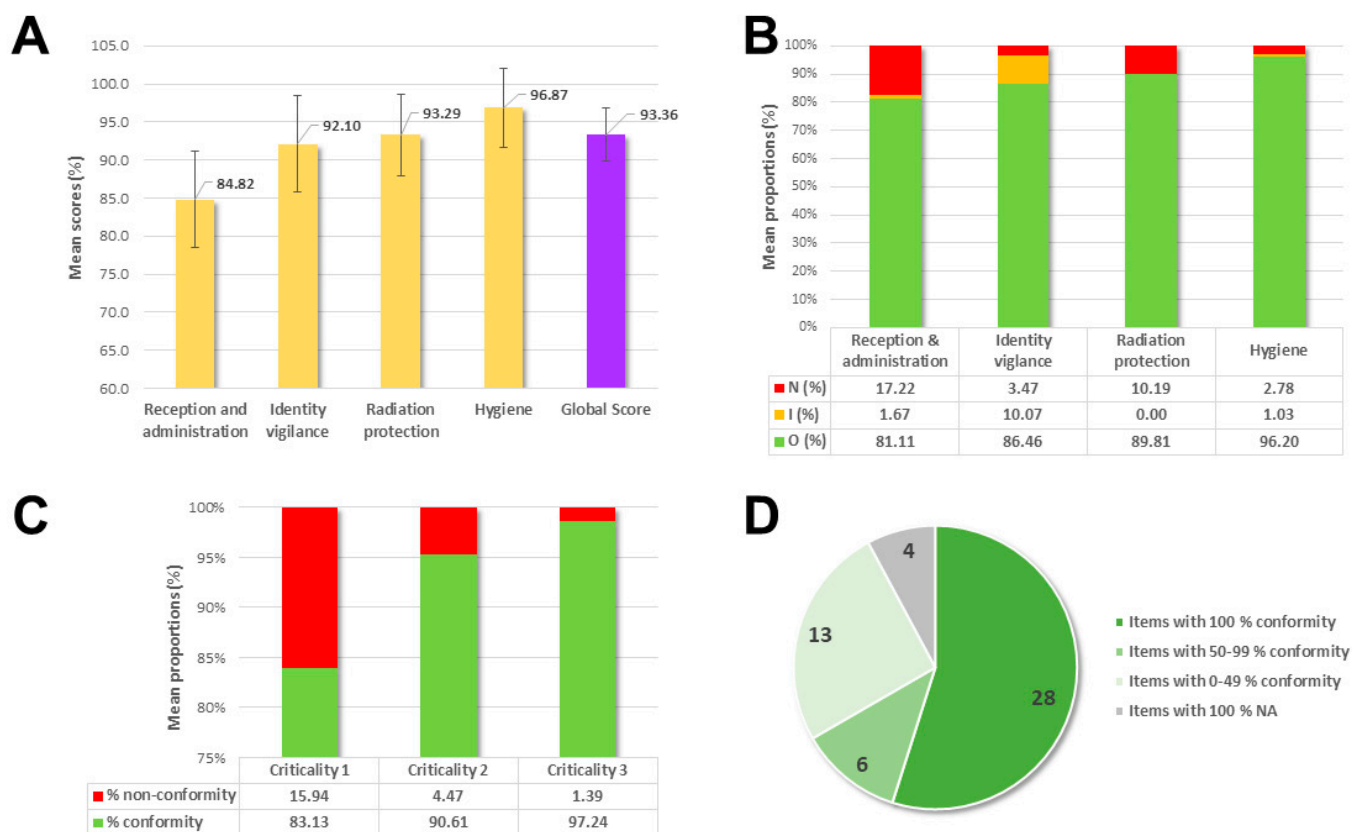 A
105.0
100.0
95.0
90.0
85.0
80.0
75.0
70.0
65.0
60.0
Mean scores (%)
84.82
92.10
93.29
96.87
93.36
Reception and administration
Identity vigilance
Radiation protection
Hygiene
Global Score
B
100%
90%
80%
70%
60%
50%
40%
30%
20%
10%
0%
Mean proportions (%)
Reception & administration
Identity viglance
Radiation protection
Hygiene
N (%) 17.22 3.47 10.19 2.78
I (%) 1.67 10.07 0.00 1.03
O (%) 81.11 86.46 89.81 96.20
C
100%
95%
90%
85%
80%
75%
Mean proportions (%)
Criticality 1 Criticality 2 Criticality 3
% non-conformity 15.94 4.47 1.39
% conformity 83.13 90.61 97.24
D
4
13
28
6
Items with 100 % conformity
Items with 50-99 % conformity
Items with 0-49 % conformity
Items with 100 % NA